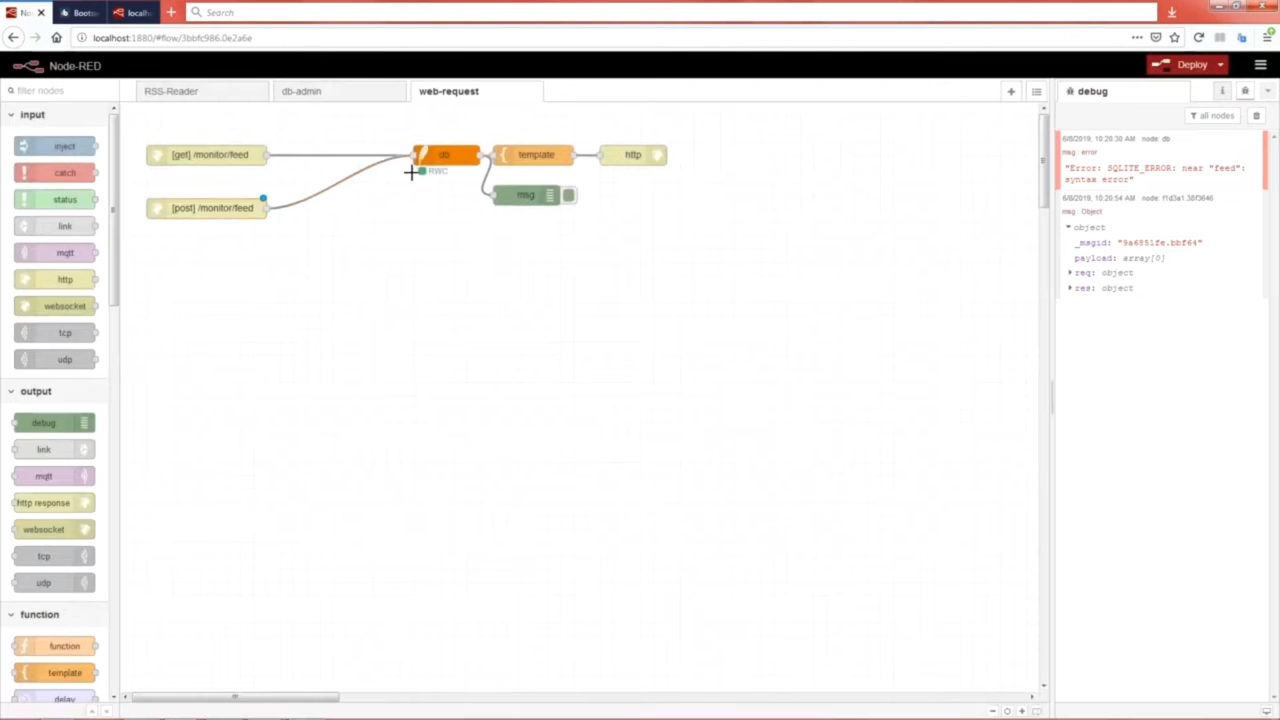 No
Bootst
localho
Search
localhost:1880/#flow/3bbfc986.0e2a6e
Node-RED
Deploy
filter nodes
RSS-Reader
db-admin
web-request
debug
i
all nodes
input
inject
catch
status
link
mqtt
http
websocket
tcp
udp
output
debug
link
mqtt
http response
websocket
tcp
udp
function
function
template
delay
[get] /monitor/feed
db
RWC
template
http
[post] /monitor/feed
msg
6/8/2019, 10:20:30 AM node: db
msg : error
"Error: SQLITE_ERROR: near "feed":
syntax error"
6/8/2019, 10:20:54 AM node: f1d3a1.38f3646
msg : Object
object
_msgid: "9a6851fe.bbf64"
payload: array[0]
req: object
res: object